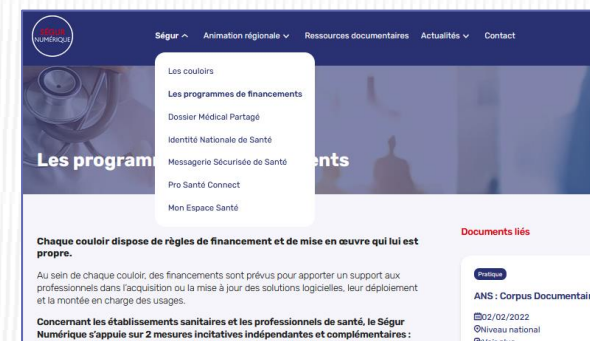 Ségur
NUMÉRIQUE
Ségur Animation régionale Ressources documentaires Actualités Contact
Les couloirs
Les programmes de financements
Dossier Médical Partagé
Identité Nationale de Santé
Messagerie Sécurisée de Santé
Pro Santé Connect
Mon Espace Santé
Les program
nts
Chaque couloir dispose de règles de financement et de mise en œuvre qui lui est
propre.
Au sein de chaque couloir, des financements sont prévus pour apporter un support aux
professionnels dans l'acquisition ou la mise à jour des solutions logicielles, leur déploiement
et la montée en charge des usages.
Concernant les établissements sanitaires et les professionnels de santé, le Ségur
Numérique s'appuie sur 2 mesures incitatives indépendantes et complémentaires :
Documents liés
Pratique
ANS : Corpus Documentair
02/02/2022
Niveau national